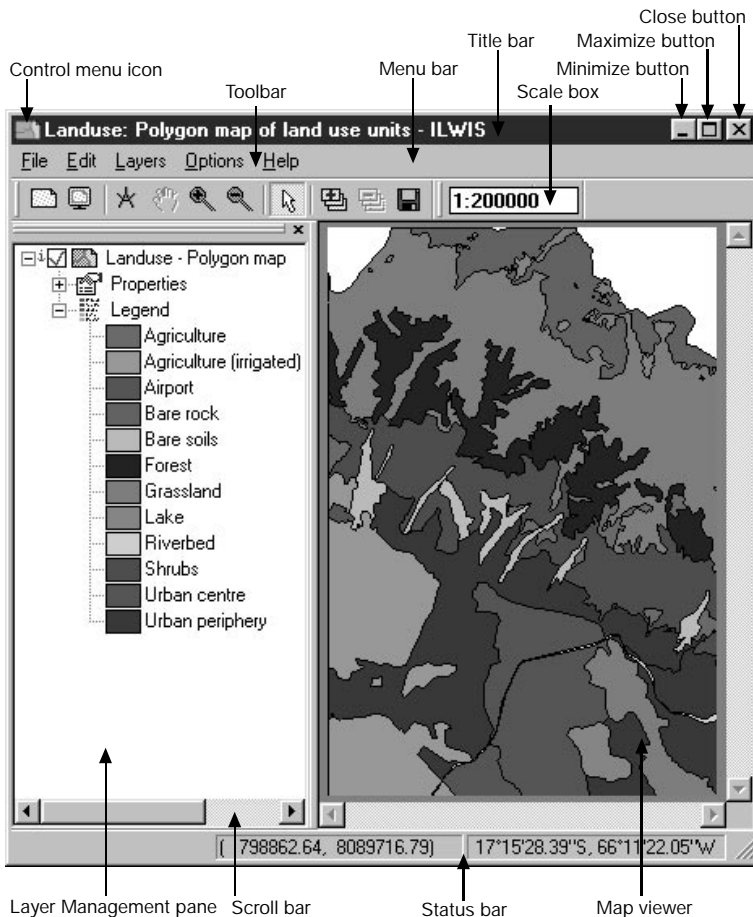 Close button
Title bar Maximize button
Control menu icon Menu bar Minimize button
Toolbar Scale box
Landuse: Polygon map of land use units - ILWIS
File Edit Layers Options Help
1:200000
Landuse - Polygon map
Properties
Legend
Agriculture
Agriculture (irrigated)
Airport
Bare rock
Bare soils
Forest
Grassland
Lake
Riverbed
Shrubs
Urban centre
Urban periphery
( 798862.64, 8089716.79) 17°15'28.39"S, 66°11'22.05"W
Layer Management pane Scroll bar Status bar Map viewer